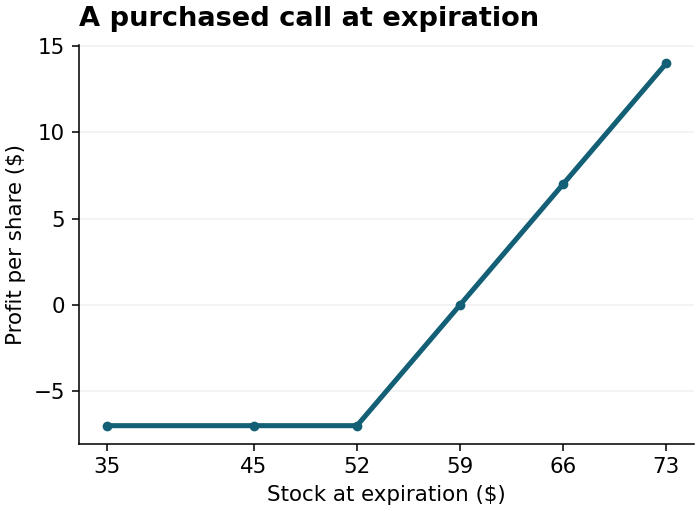 A purchased call at expiration
Profit per share ($)
15
10
5
0
−5
35 45 52 59 66 73
Stock at expiration ($)